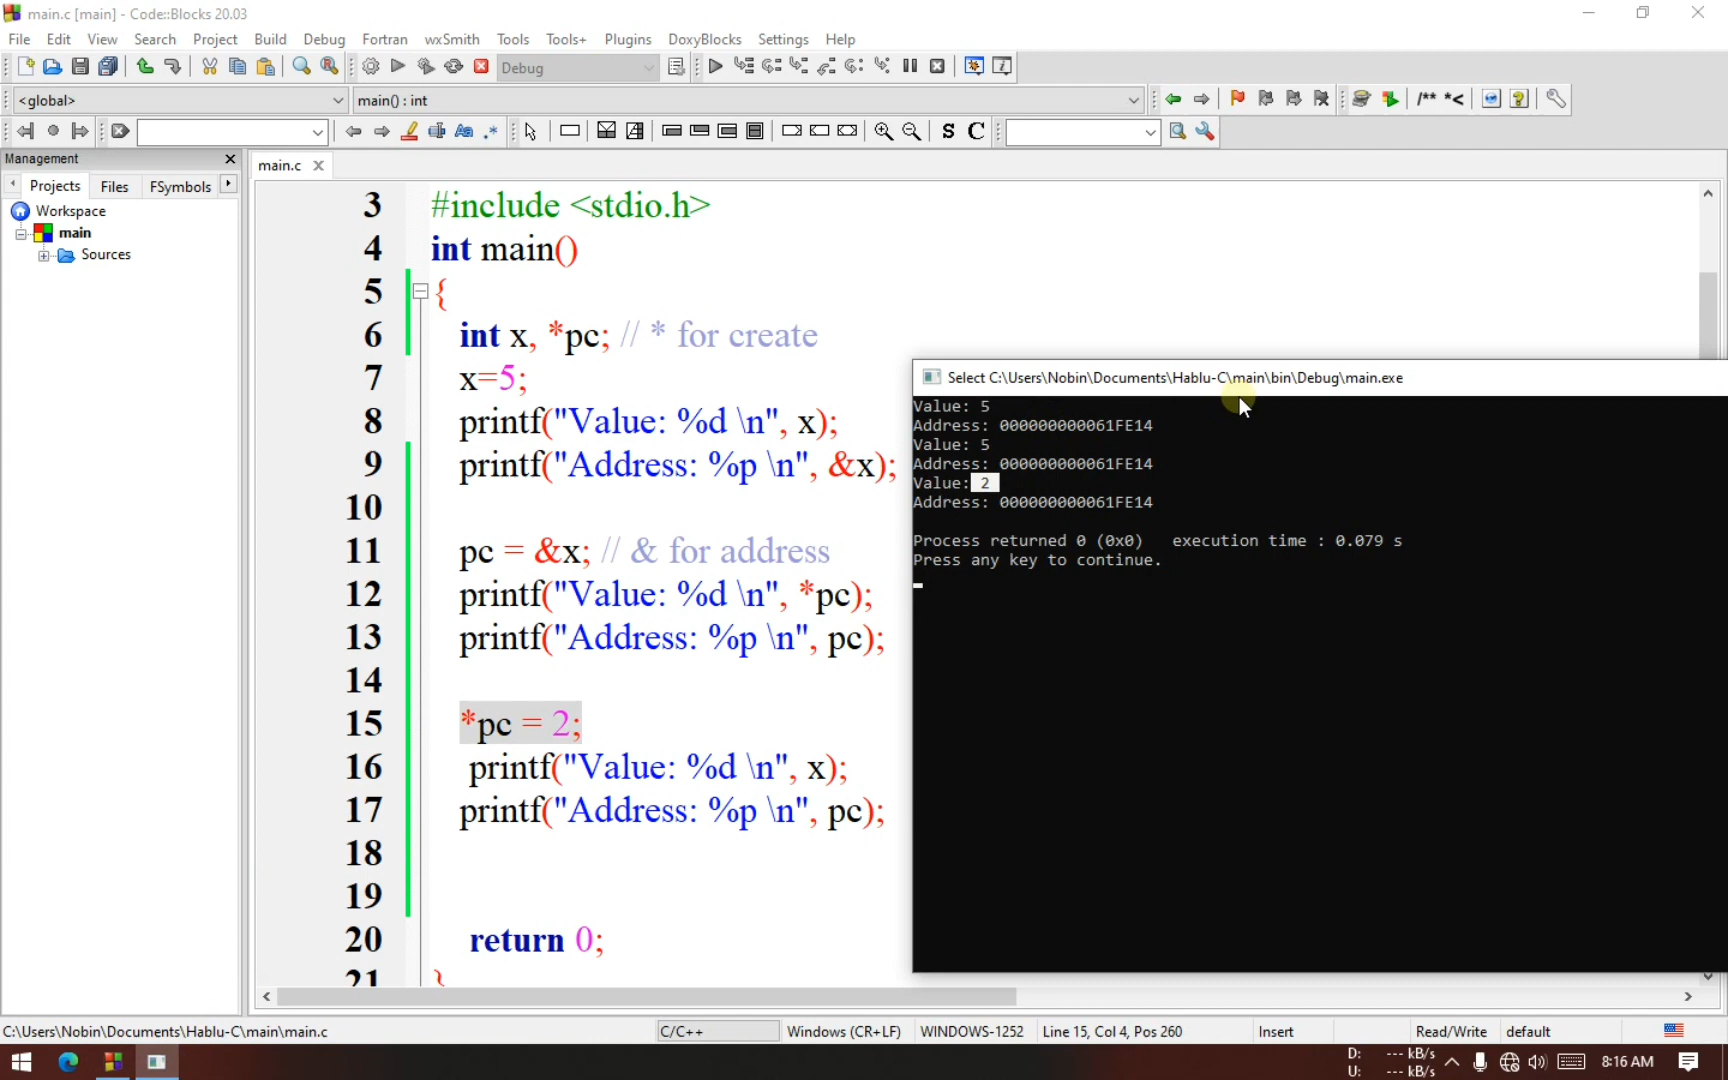 main.c [main] - Code::Blocks 20.03
File Edit View Search Project Build Debug Fortran wxSmith Tools Tools+ Plugins DoxyBlocks Settings Help
Debug
<global> main() : int /** *<
Aa .* S C
Management
main.c
Projects Files FSymbols
Workspace
main
Sources
3 #include <stdio.h>
4 int main()
5 {
6 int x, *pc; // * for create
7 x=5;
8 printf("Value: %d \n", x);
9 printf("Address: %p \n", &x);
10
11 pc = &x; // & for address
12 printf("Value: %d \n", *pc);
13 printf("Address: %p \n", pc);
14
15 *pc = 2;
16 printf("Value: %d \n", x);
17 printf("Address: %p \n", pc);
18
19
20 return 0;
21 }
Select C:\Users\Nobin\Documents\Hablu-C\main\bin\Debug\main.exe
Value: 5
Address: 000000000061FE14
Value: 5
Address: 000000000061FE14
Value: 2
Address: 000000000061FE14
Process returned 0 (0x0) execution time : 0.079 s
Press any key to continue.
C:\Users\Nobin\Documents\Hablu-C\main\main.c C/C++ Windows (CR+LF) WINDOWS-1252 Line 15, Col 4, Pos 260 Insert Read/Write default
D: --- kB/s
U: --- kB/s
8:16 AM